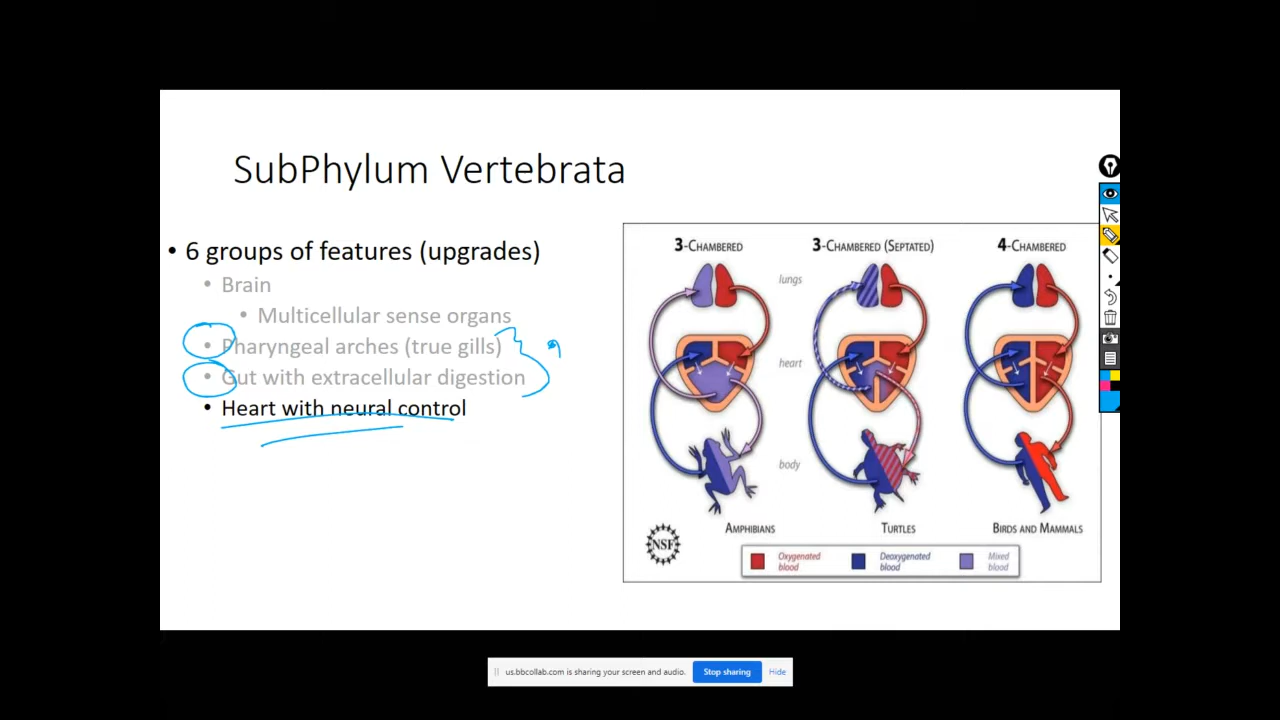 SubPhylum Vertebrata
• 6 groups of features (upgrades)
• Brain
• Multicellular sense organs
• Pharyngeal arches (true gills)
• Gut with extracellular digestion
• Heart with neural control
3-CHAMBERED
3-CHAMBERED (SEPTATED)
4-CHAMBERED
lungs
heart
body
AMPHIBIANS
TURTLES
BIRDS AND MAMMALS
NSF
Oxygenated blood
Deoxygenated blood
Mixed blood
us.bbcollab.com is sharing your screen and audio.
Stop sharing
Hide